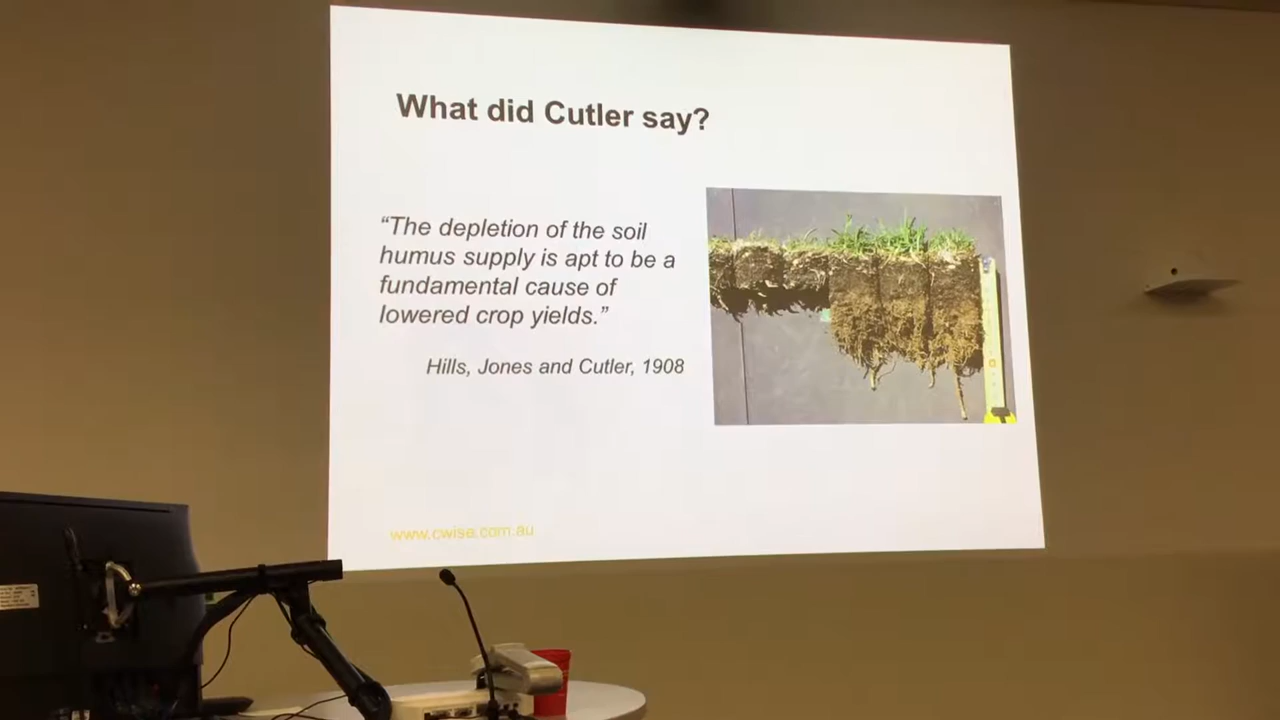 What did Cutler say?
“The depletion of the soil
humus supply is apt to be a
fundamental cause of
lowered crop yields.”
Hills, Jones and Cutler, 1908
www.cwise.com.au